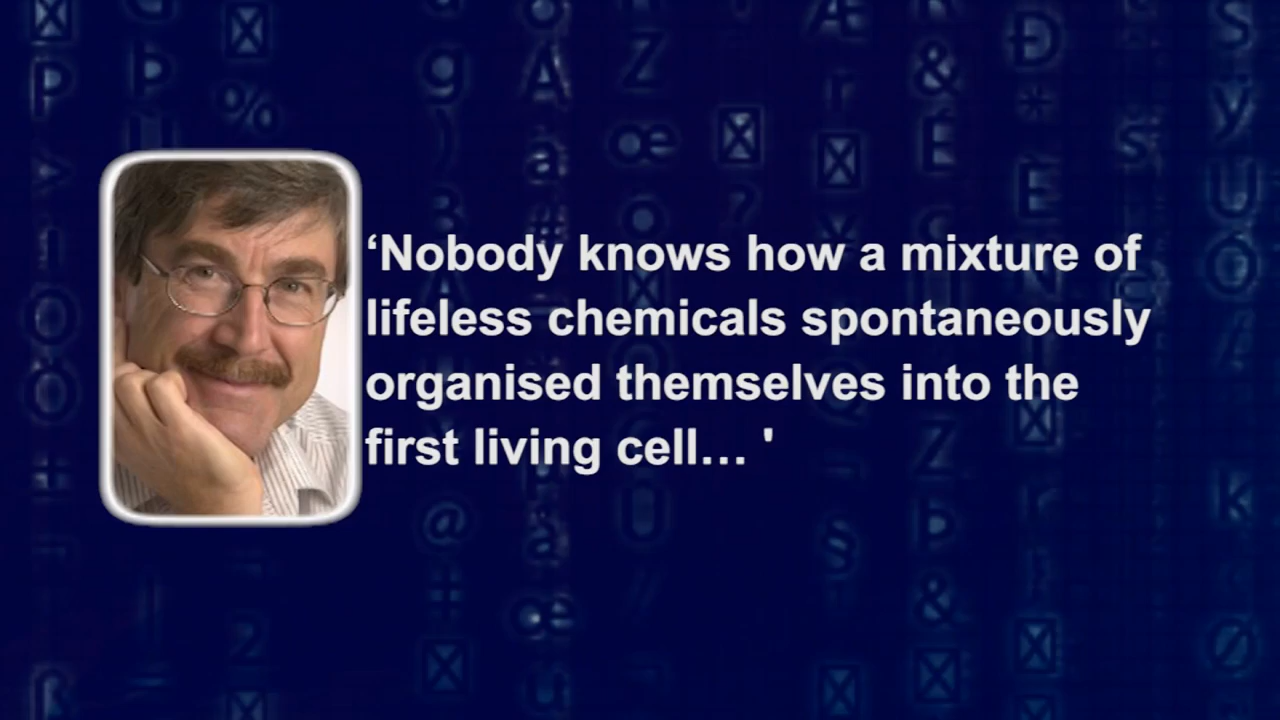 ‘Nobody knows how a mixture of
lifeless chemicals spontaneously
organised themselves into the
first living cell…'